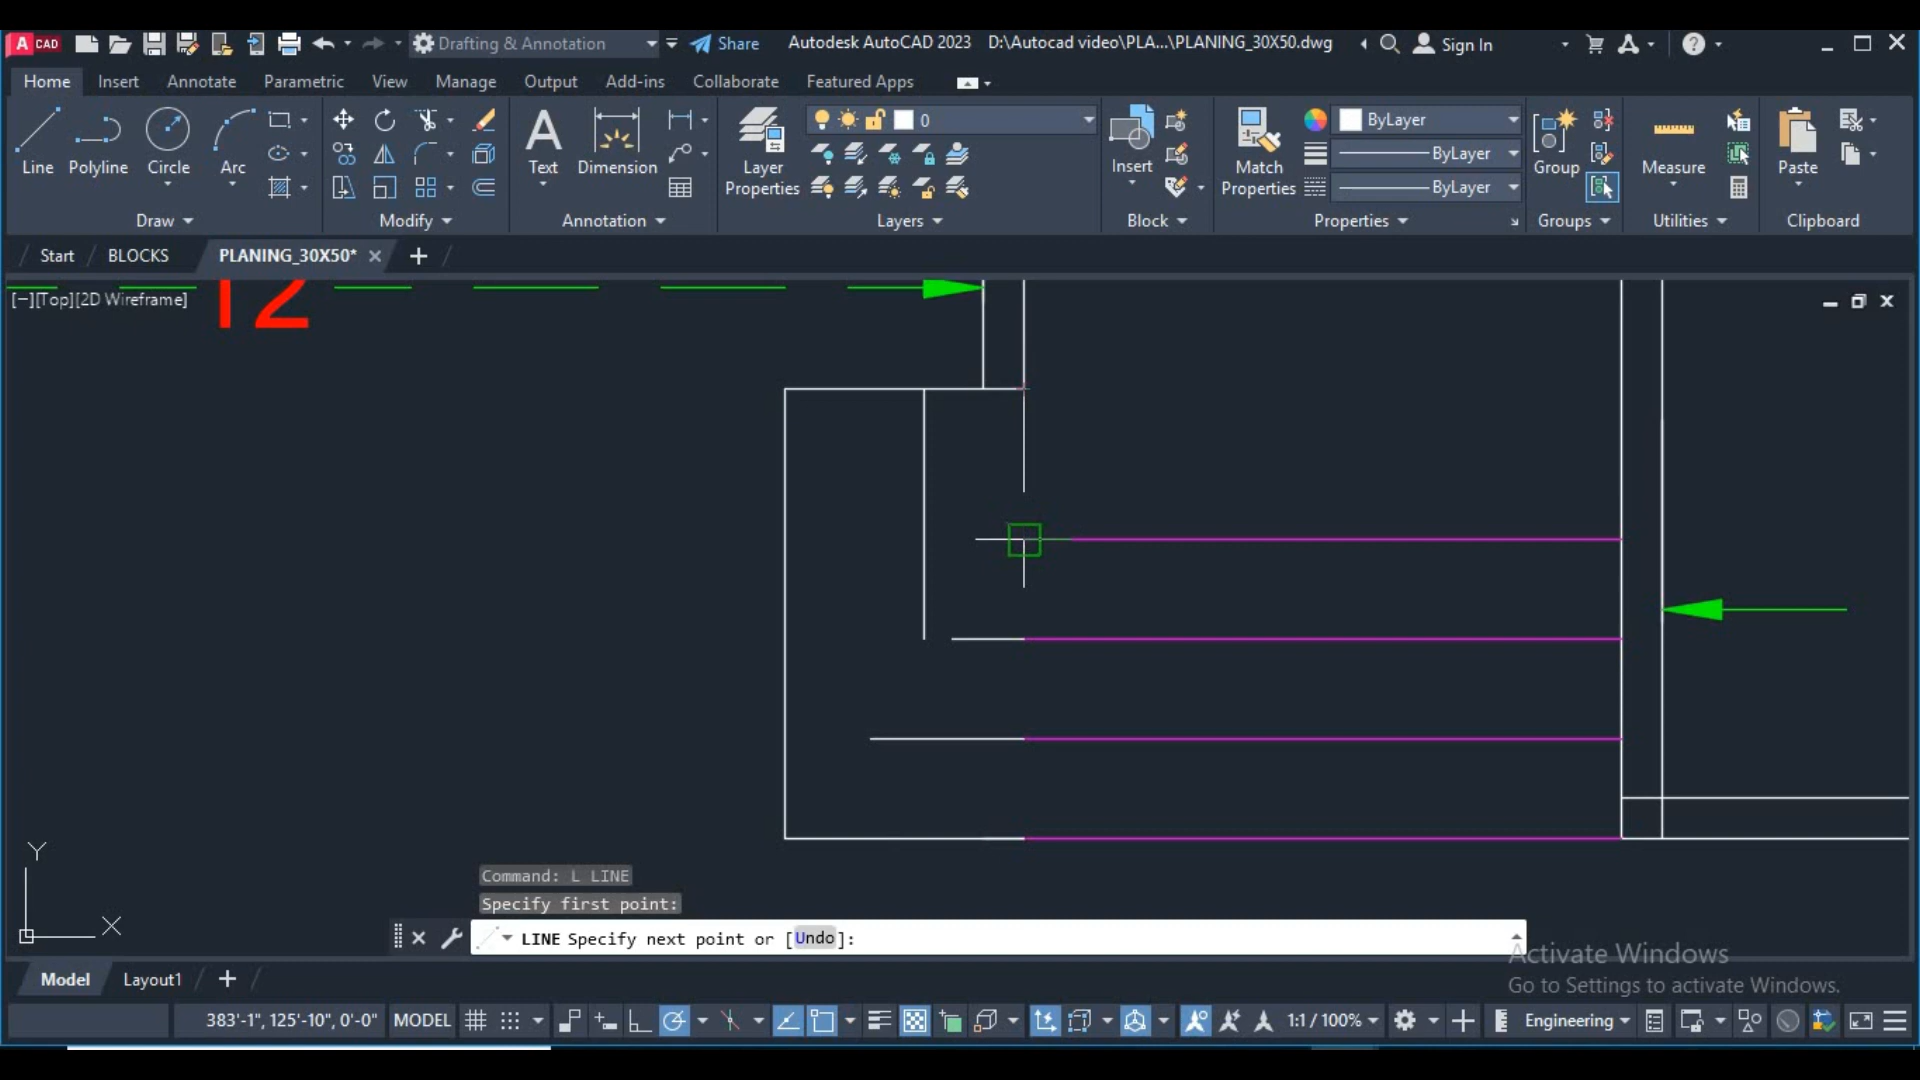 A CAD Drafting & Annotation Share Autodesk AutoCAD 2023 D:\Autocad video\PLA...\PLANING_30X50.dwg Sign In
Home Insert Annotate Parametric View Manage Output Add-ins Collaborate Featured Apps
0 ByLayer
ByLayer
Line Polyline Circle Arc Text Dimension Layer Properties Insert Match Properties Group Measure Paste
ByLayer
Draw Modify Annotation Layers Block Properties Groups Utilities Clipboard
Start BLOCKS PLANING_30X50*
[−][Top][2D Wireframe]
12
Y
X
Command: L LINE
Specify first point:
LINE Specify next point or [Undo]:
Activate Windows
Go to Settings to activate Windows.
Model Layout1
383'-1", 125'-10", 0'-0" MODEL 1:1 / 100% Engineering